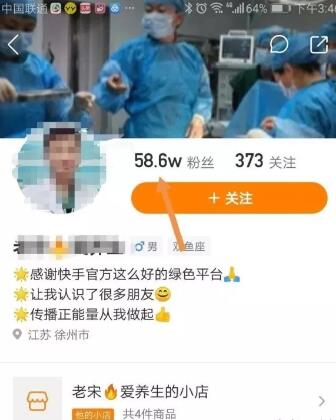 中国联通
64% 下午3:4
58.6w 粉丝 373 关注
+ 关注
♂ 男 双鱼座
🌟感谢快手官方这么好的绿色平台🙏
🌟让我认识了很多朋友😊
🌟传播正能量从我做起👍
江苏 徐州市
老宋🔥爱养生的小店
他的小店 共4件商品